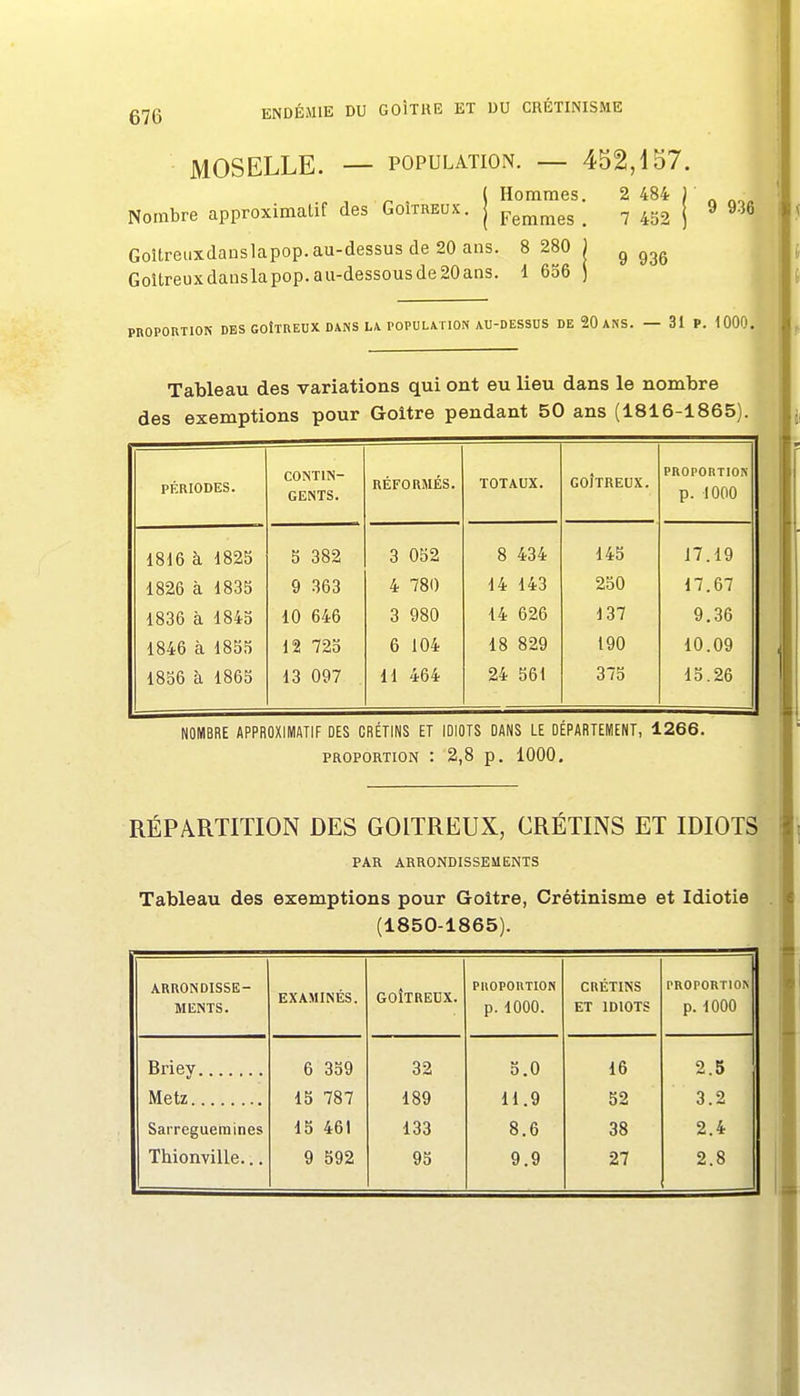 676 ENDÉMIE DU GOÎTRE ET DU CRÉTINISME
MOSELLE. — POPULATION. — 452,157.
Nombre approximatif des Goîtreux. { Hommes. 2 484 } 9 936
{ Femmes . 7 452 }
Goîtreux dans la pop. au-dessus de 20 ans. 8 280 } 9 936
Goîtreux dans la pop. au-dessous de 20 ans. 1 656 }
PROPORTION DES GOÎTREUX DANS LA POPULATION AU-DESSUS DE 20 ANS. — 31 P. 1000.
Tableau des variations qui ont eu lieu dans le nombre
des exemptions pour Goître pendant 50 ans (1816-1865).
PÉRIODES. CONTIN-GENTS. RÉFORMÉS. TOTAUX. GOÎTREUX. PROPORTION p. 1000
1816 à 1825 5 382 3 052 8 434 145 17.19
1826 à 1835 9 363 4 780 14 143 250 17.67
1836 à 1845 10 646 3 980 14 626 137 9.36
1846 à 1855 12 725 6 104 18 829 190 10.09
1856 à 1865 13 097 11 464 24 561 375 15.26
NOMBRE APPROXIMATIF DES CRÉTINS ET IDIOTS DANS LE DÉPARTEMENT, 1266.
PROPORTION : 2,8 p. 1000.
RÉPARTITION DES GOITREUX, CRÉTINS ET IDIOTS
PAR ARRONDISSEMENTS
Tableau des exemptions pour Goître, Crétinisme et Idiotie
(1850-1865).
ARRONDISSE-MENTS. EXAMINÉS. GOÎTREUX. PROPORTION p. 1000. CRÉTINS ET IDIOTS PROPORTION p. 1000
Briey....... 6 359 32 5.0 16 2.5
Metz........ 15 787 189 11.9 52 3.2
Sarreguemines 15 461 133 8.6 38 2.4
Thionville... 9 592 95 9.9 27 2.8